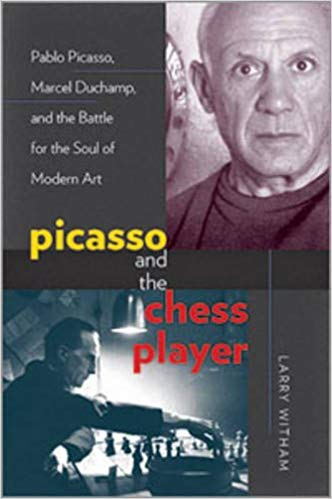 Pablo Picasso,
Marcel Duchamp,
and the Battle
for the Soul of
Modern Art
picasso
and
the
chess
player
LARRY WITHAM